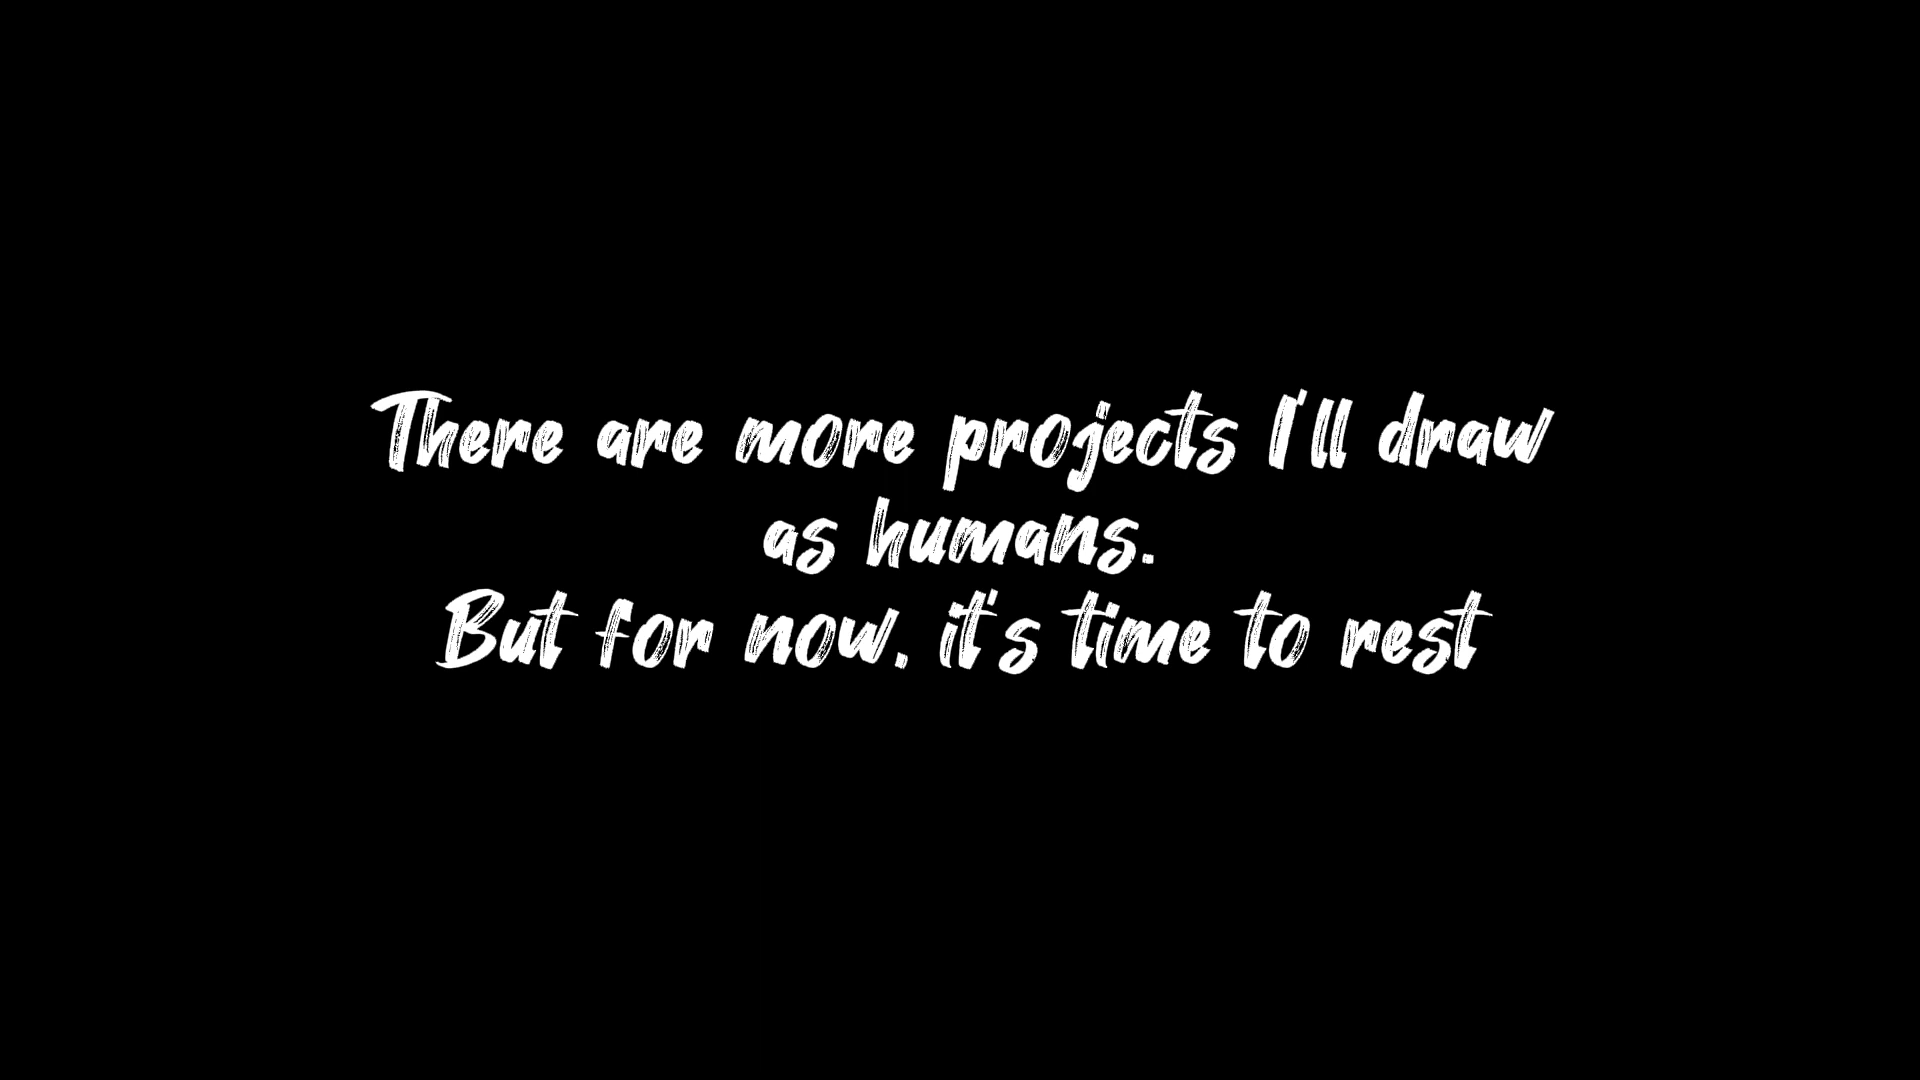 There are more projects I'll draw
as humans.
But for now, it's time to rest